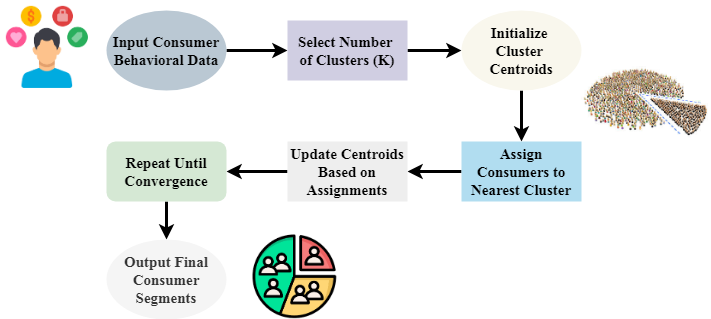 Input Consumer
Behavioral Data
Select Number
of Clusters (K)
Initialize
Cluster
Centroids
Assign
Consumers to
Nearest Cluster
Update Centroids
Based on
Assignments
Repeat Until
Convergence
Output Final
Consumer
Segments